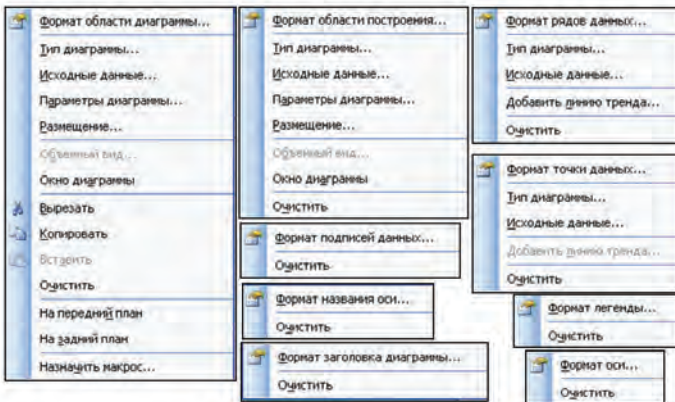 Формат области диаграммы...
Тип диаграммы...
Исходные данные...
Параметры диаграммы...
Размещение...
Объемный вид...
Окно диаграммы
Вырезать
Копировать
Вставить
Очистить
На передний план
На задний план
Назначить макрос...
Формат области построения...
Тип диаграммы...
Исходные данные...
Параметры диаграммы...
Размещение...
Объемный вид...
Окно диаграммы
Очистить
Формат подписей данных...
Очистить
Формат названия оси...
Очистить
Формат заголовка диаграммы...
Очистить
Формат рядов данных...
Тип диаграммы...
Исходные данные...
Добавить линию тренда...
Очистить
Формат точки данных...
Тип диаграммы...
Исходные данные...
Добавить линию тренда...
Очистить
Формат легенды...
Очистить
Формат оси...
Очистить